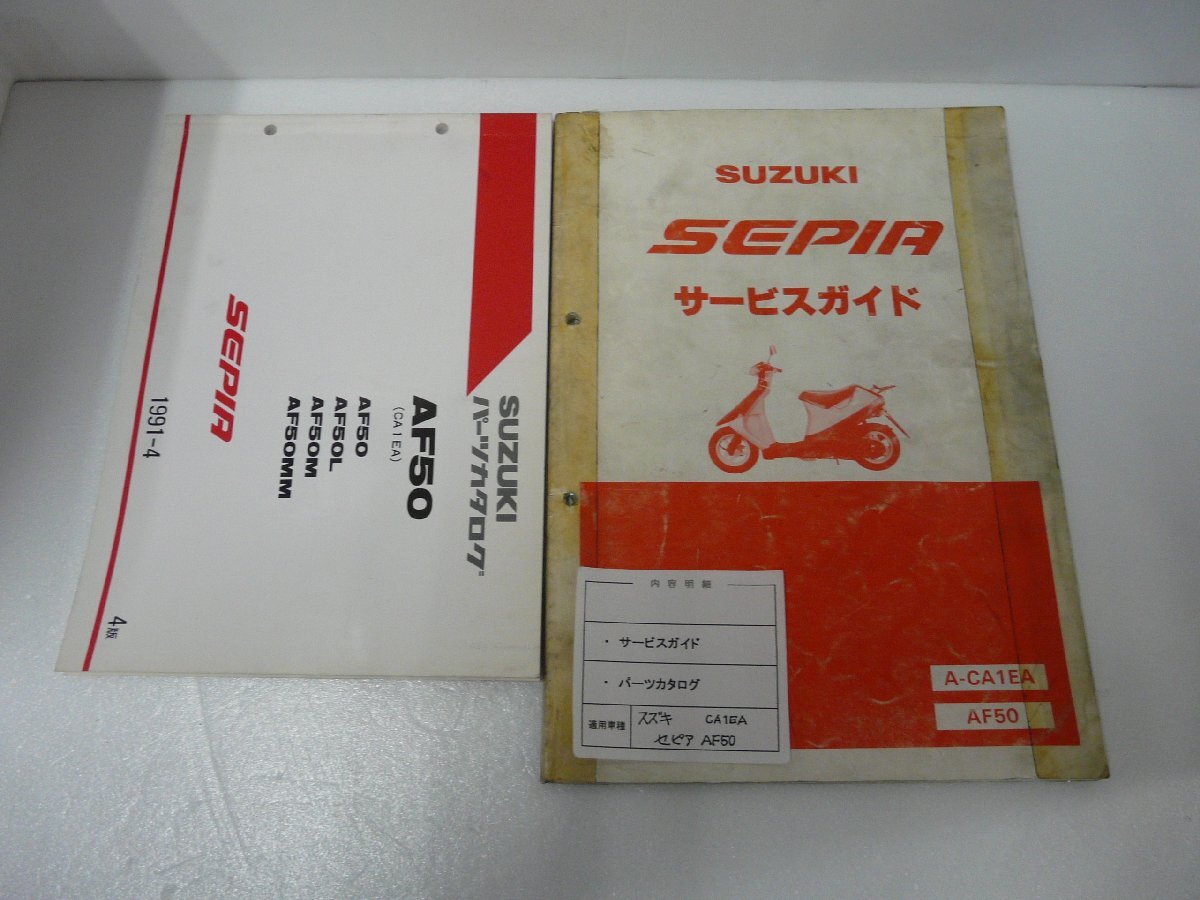 SUZUKI
パーツカタログ
AF50
(CA1EA)
AF50
AF50L
AF50M
AF50MM
SEPIA
1991-4
4版
SUZUKI
SEPIA
サービスガイド
A-CA1EA
AF50
内容明細
・サービスガイド
・パーツカタログ
適用車種
スズキ CA1EA
セピア AF50